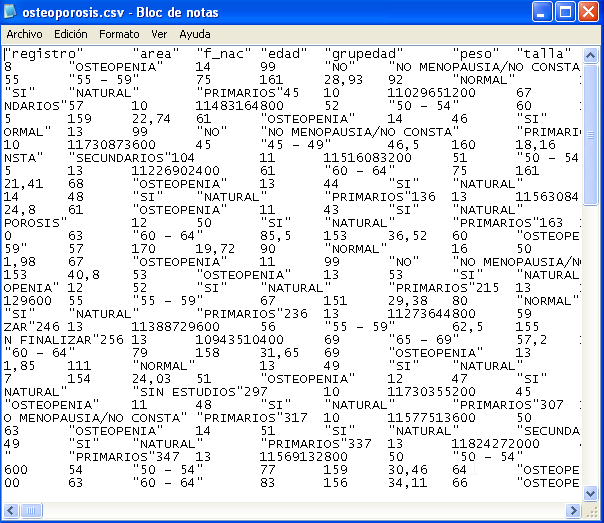 osteoporosis.csv - Bloc de notas
Archivo Edición Formato Ver Ayuda
"registro" "area" "f_nac" "edad" "grupedad" "peso" "talla"
8 "OSTEOPENIA" 14 99 "NO" "NO MENOPAUSIA/NO CONSTA
55 "55 - 59" 75 161 28,93 92 "NORMAL" 1
"SI" "NATURAL" "PRIMARIOS"45 10 11029651200 67
NDARIOS"57 10 11483164800 52 "50 - 54" 60 1
5 159 22,74 61 "OSTEOPENIA" 14 46 "SI"
ORMAL" 13 99 "NO" "NO MENOPAUSIA/NO CONSTA" "PRIMARI
10 11730873600 45 "45 - 49" 46,5 160 18,16
NSTA" "SECUNDARIOS"104 11 11516083200 51 "50 - 54
5 13 11226902400 61 "60 - 64" 75 161
21,41 68 "OSTEOPENIA" 13 44 "SI" "NATURAL"
14 48 "SI" "NATURAL" "PRIMARIOS"136 13 11563084
24,8 61 "OSTEOPENIA" 11 43 "SI" "NATURAL"
POROSIS" 12 50 "SI" "NATURAL" "PRIMARIOS"163 1
0 63 "60 - 64" 85,5 153 36,52 60 "OSTEOPE
59" 57 170 19,72 90 "NORMAL" 16 50
1,98 67 "OSTEOPENIA" 11 99 "NO" "NO MENOPAUSIA/N
153 40,8 53 "OSTEOPENIA" 13 53 "SI" "NATURAL
OPENIA" 12 52 "SI" "NATURAL" "PRIMARIOS"215 13 1
129600 55 "55 - 59" 67 151 29,38 80 "NORMAL"
"SI" "NATURAL" "PRIMARIOS"236 13 11273644800 59
ZAR"246 13 11388729600 56 "55 - 59" 62,5 155
N FINALIZAR"256 13 10943510400 69 "65 - 69" 57,2 1
"60 - 64" 79 158 31,65 69 "OSTEOPENIA" 13
1,85 111 "NORMAL" 13 49 "SI" "NATURAL" "PRI
7 154 24,03 51 "OSTEOPENIA" 12 47 "SI"
NATURAL" "SIN ESTUDIOS"297 10 11730355200 45
"OSTEOPENIA" 11 48 "SI" "NATURAL" "PRIMARIOS"307 1
O MENOPAUSIA/NO CONSTA" "PRIMARIOS"317 10 11577513600 5
63 "OSTEOPENIA" 14 51 "SI" "NATURAL" "SECUNDA
49 "SI" "NATURAL" "PRIMARIOS"337 13 11824272000 4
" "PRIMARIOS"347 13 11569132800 50 "50 - 54"
600 54 "50 - 54" 77 159 30,46 64 "OSTEOPE
00 63 "60 - 64" 83 156 34,11 66 "OSTEOPE